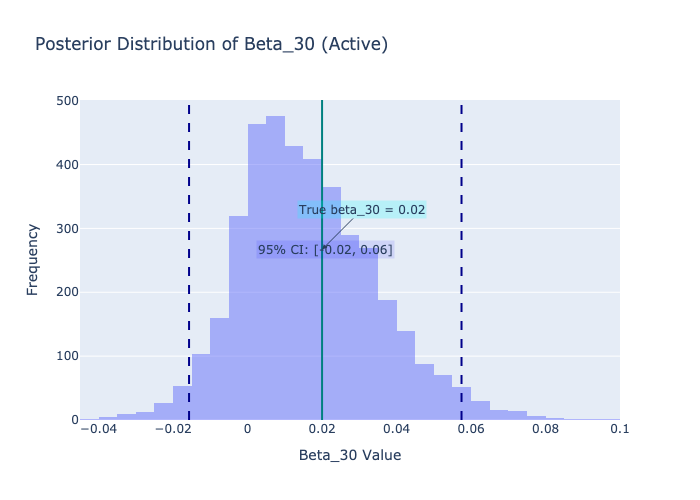 Posterior Distribution of Beta_30 (Active)
500
400
300
200
100
0
Frequency
True beta_30 = 0.02
95% CI: [-0.02, 0.06]
−0.04
−0.02
0
0.02
0.04
0.06
0.08
0.1
Beta_30 Value